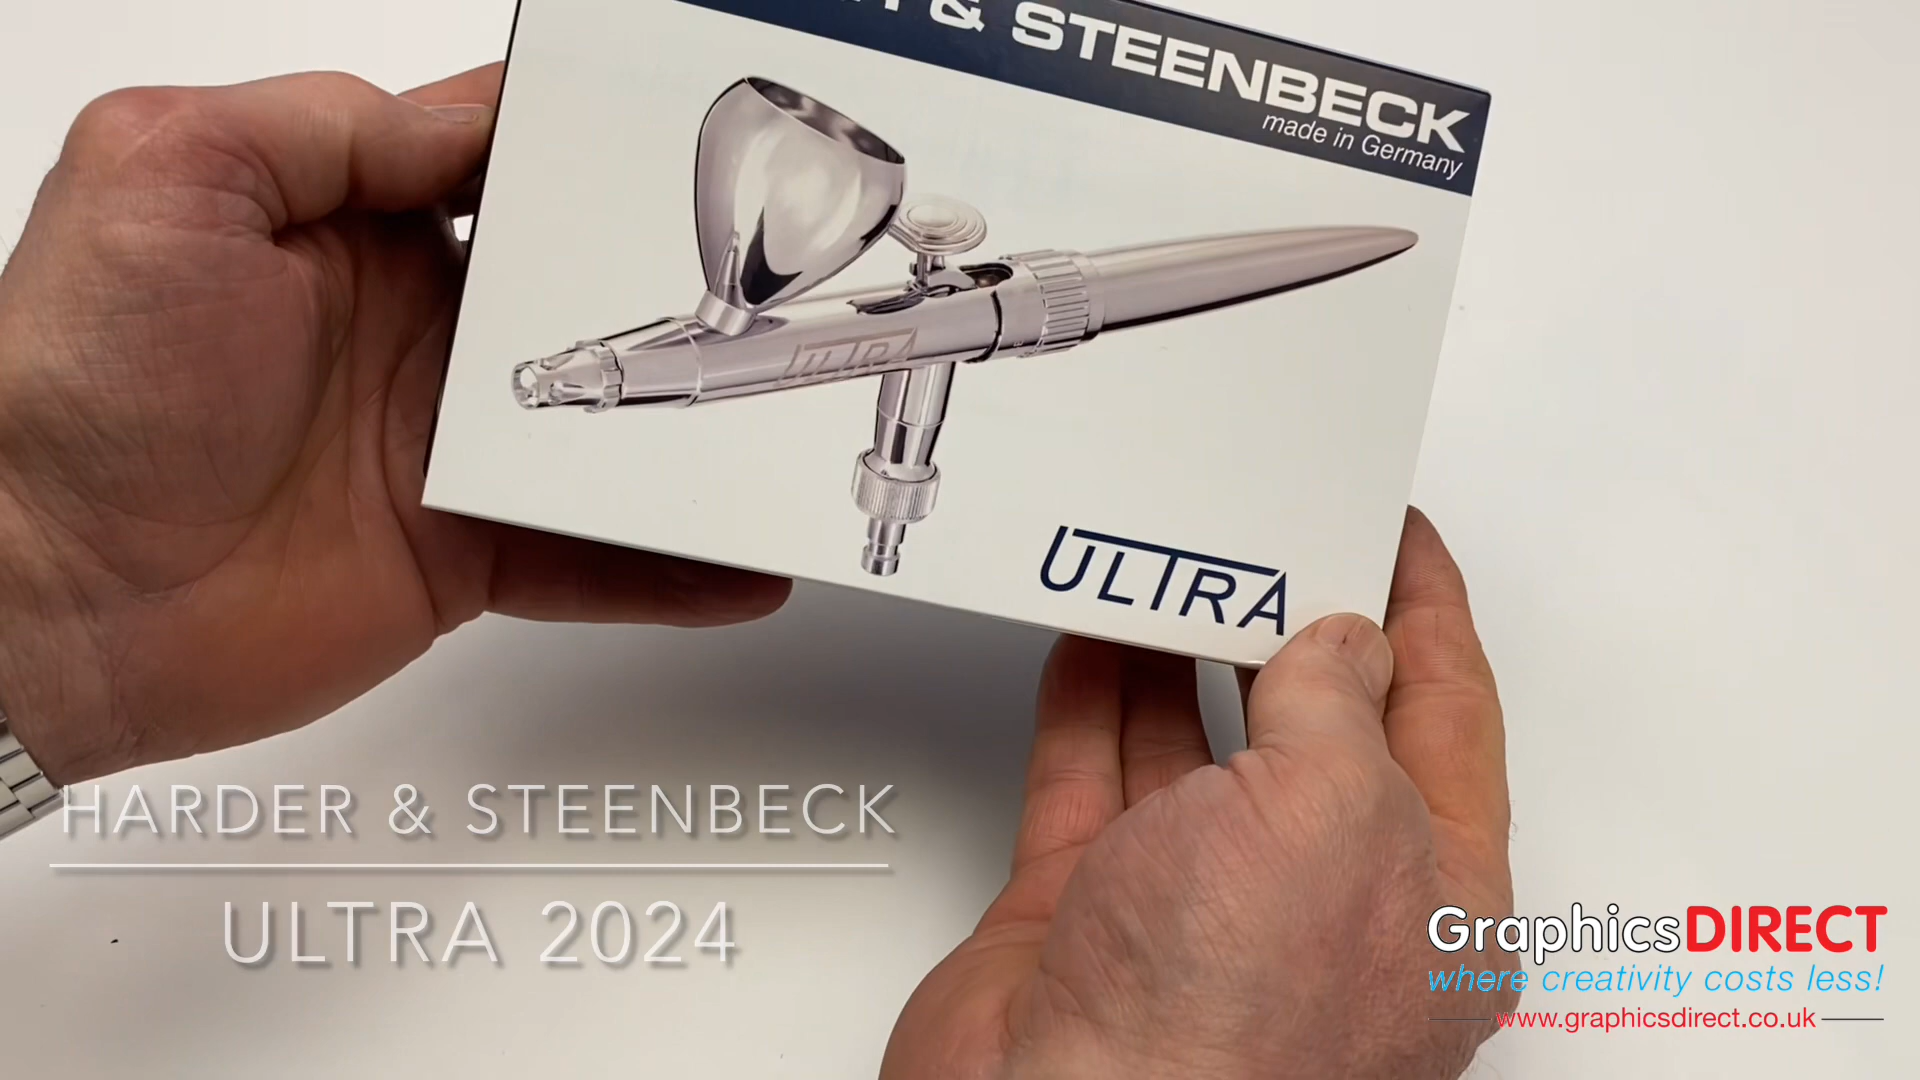 & STEENBECK
made in Germany
ULTRA
ULTRA
HARDER & STEENBECK
ULTRA 2024
GraphicsDIRECT
where creativity costs less!
www.graphicsdirect.co.uk